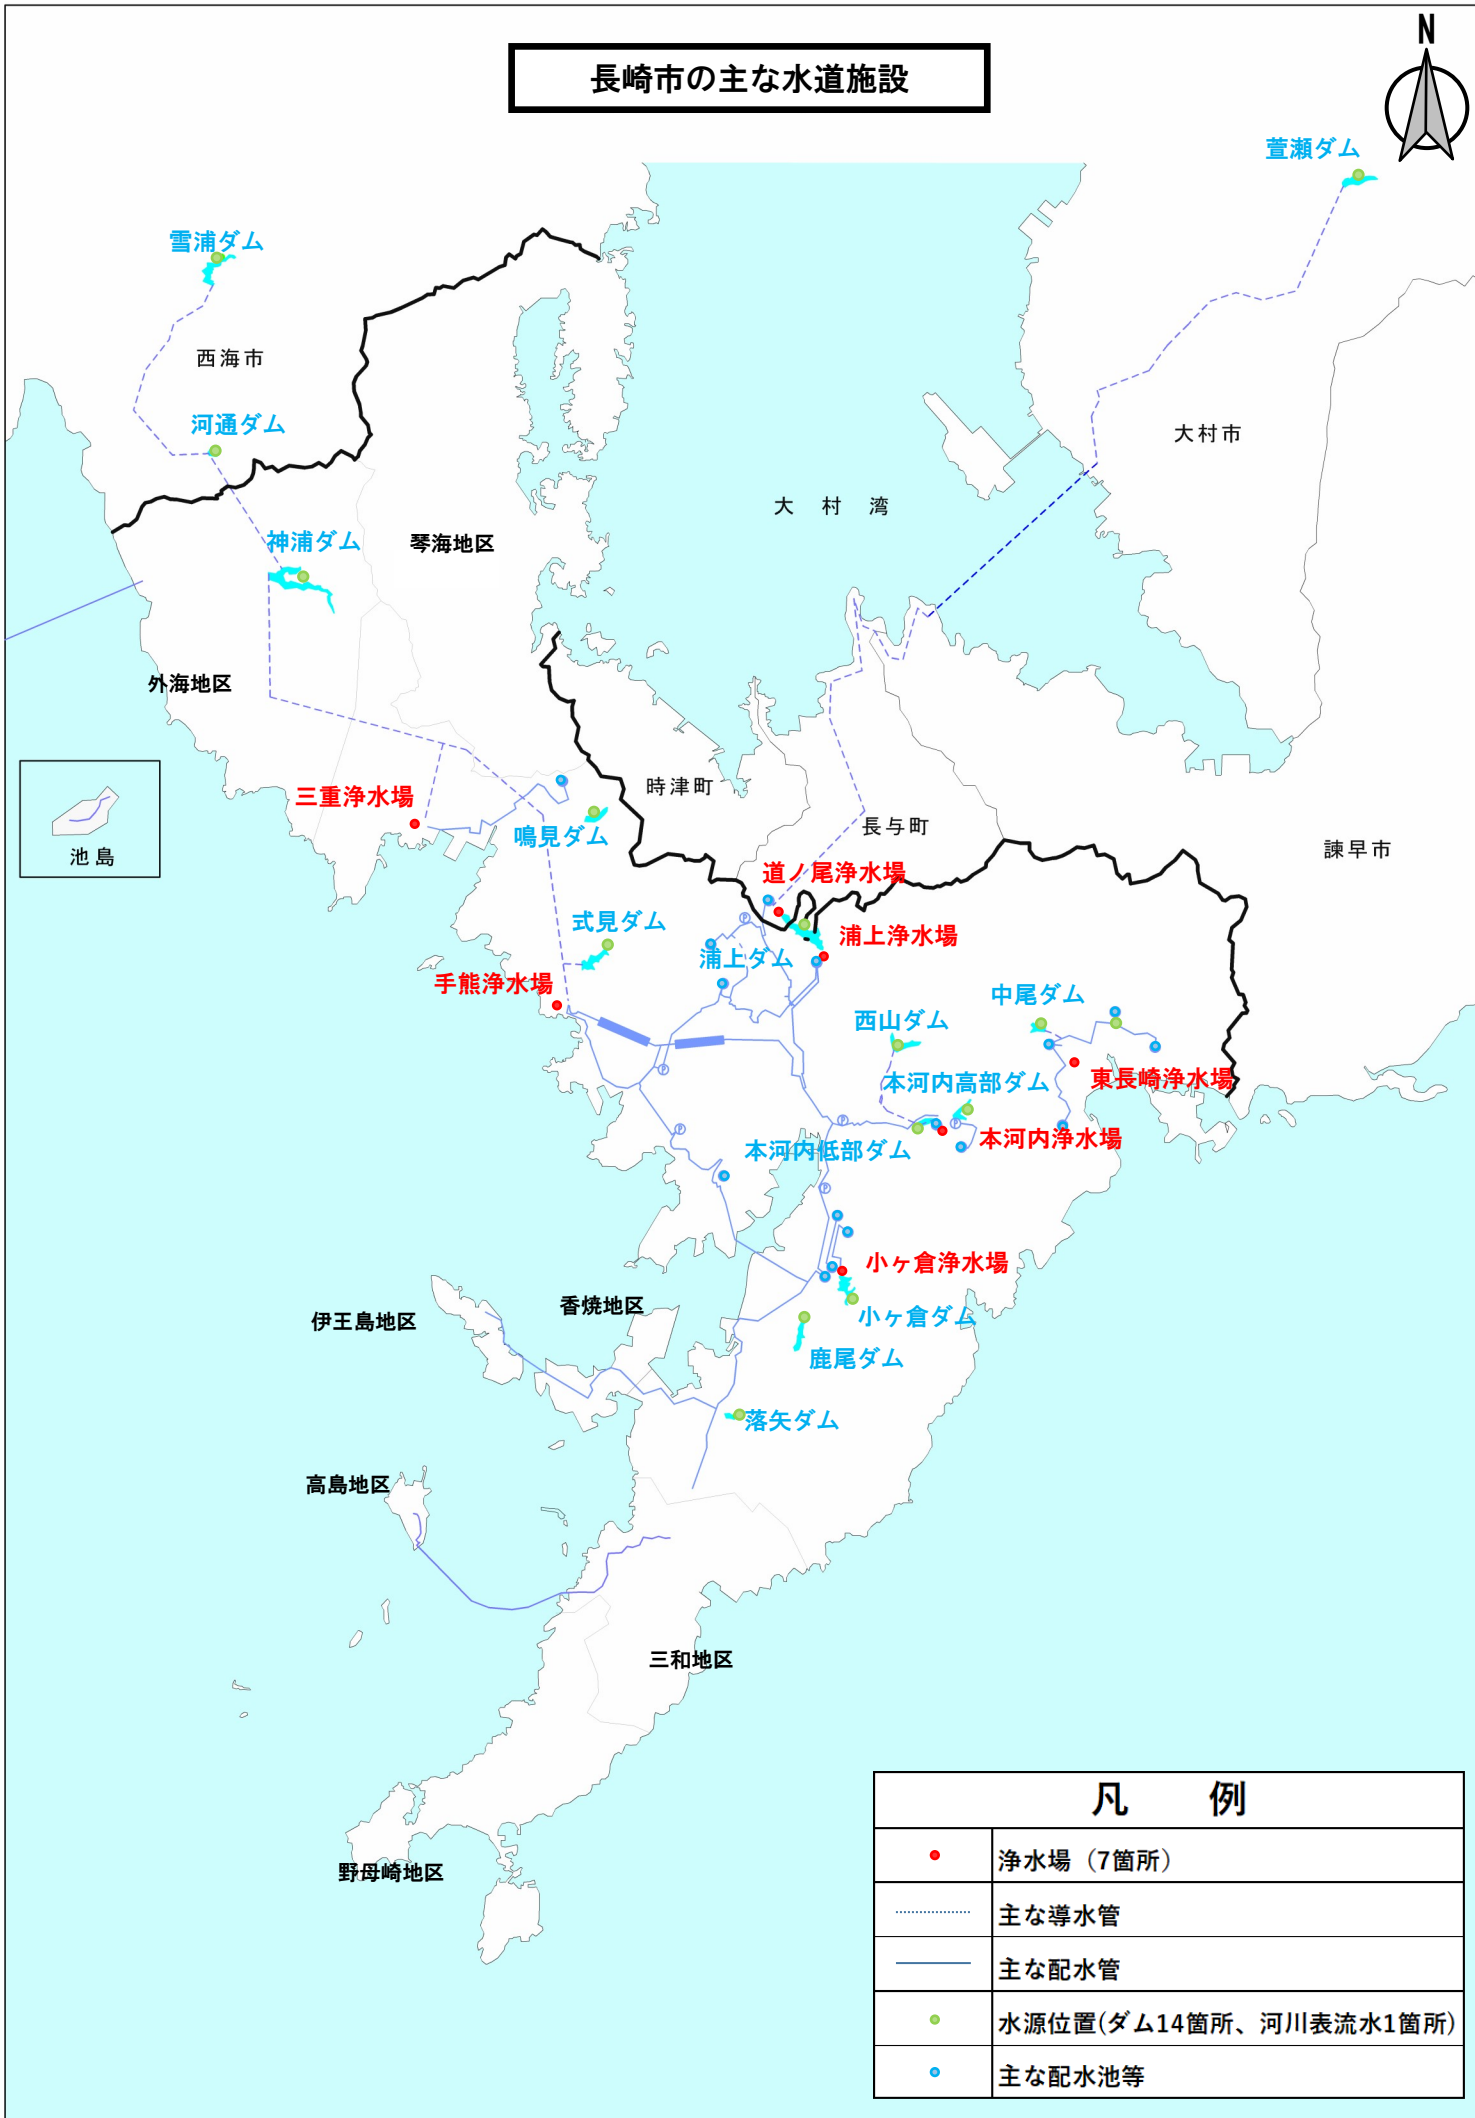 長崎市の主な水道施設
N
萱瀬ダム
雪浦ダム
西海市
河通ダム
大村市
大 村 湾
神浦ダム
琴海地区
外海地区
三重浄水場
時津町
鳴見ダム
長与町
諫早市
池島
道ノ尾浄水場
式見ダム
浦上浄水場
浦上ダム
手熊浄水場
中尾ダム
西山ダム
東長崎浄水場
本河内高部ダム
本河内浄水場
本河内低部ダム
小ヶ倉浄水場
香焼地区
伊王島地区
小ヶ倉ダム
鹿尾ダム
落矢ダム
高島地区
三和地区
野母崎地区
凡 例
浄水場（7箇所）
主な導水管
主な配水管
水源位置(ダム14箇所、河川表流水1箇所)
主な配水池等
Ⓟ
Ⓟ
Ⓟ
Ⓟ
Ⓟ
Ⓟ